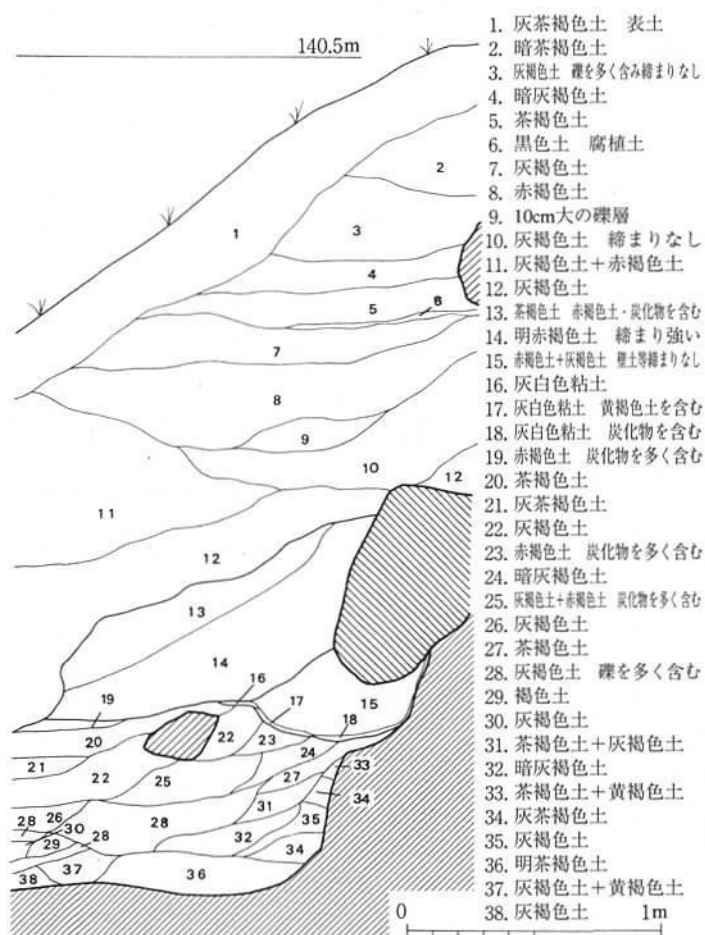 140.5m
1. 灰茶褐色土 表土
2. 暗茶褐色土
3. 灰褐色土 礫を多く含み締まりなし
4. 暗灰褐色土
5. 茶褐色土
6. 黒色土 腐植土
7. 灰褐色土
8. 赤褐色土
9. 10cm大の礫層
10. 灰褐色土 締まりなし
11. 灰褐色土+赤褐色土
12. 灰褐色土
13. 茶褐色土 赤褐色土・炭化物を含む
14. 明赤褐色土 締まり強い
15. 赤褐色土+灰褐色土 壁土等締まりなし
16. 灰白色粘土
17. 灰白色粘土 黄褐色土を含む
18. 灰白色粘土 炭化物を含む
19. 赤褐色土 炭化物を多く含む
20. 茶褐色土
21. 灰茶褐色土
22. 灰褐色土
23. 赤褐色土 炭化物を多く含む
24. 暗灰褐色土
25. 灰褐色土+赤褐色土 炭化物を多く含む
26. 灰褐色土
27. 茶褐色土
28. 灰褐色土 礫を多く含む
29. 褐色土
30. 灰褐色土
31. 茶褐色土+灰褐色土
32. 暗灰褐色土
33. 茶褐色土+黄褐色土
34. 灰茶褐色土
35. 灰褐色土
36. 明茶褐色土
37. 灰褐色土+黄褐色土
38. 灰褐色土
2
1
3
4
6
5
7
8
9
10
12
11
12
13
14
16
19
17
15
18
20
22
23
24
33
21
22
25
27
34
31
28
26
28
35
30
28
32
29
34
38
37
36
0 1m